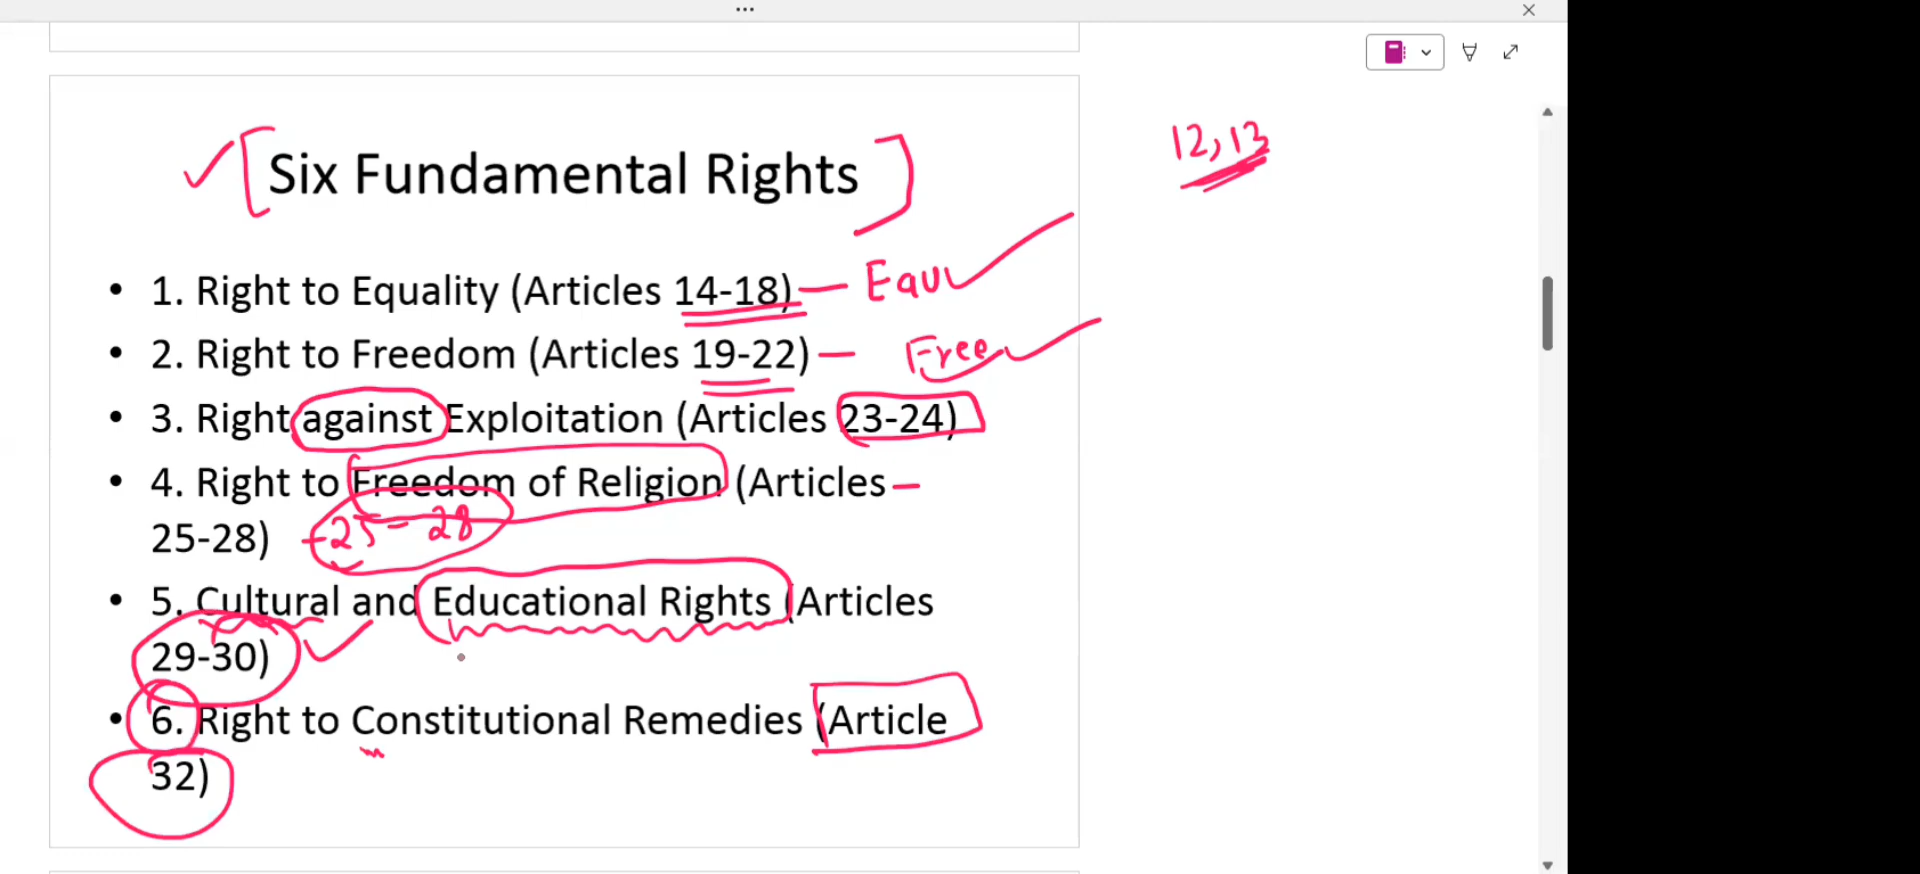 12, 13
Six Fundamental Rights
• 1. Right to Equality (Articles 14-18) — Equ
• 2. Right to Freedom (Articles 19-22) — Free
• 3. Right against Exploitation (Articles 23-24)
• 4. Right to Freedom of Religion (Articles –
25-28) 25 – 28
• 5. Cultural and Educational Rights (Articles
29-30)
• 6. Right to Constitutional Remedies (Article
32)